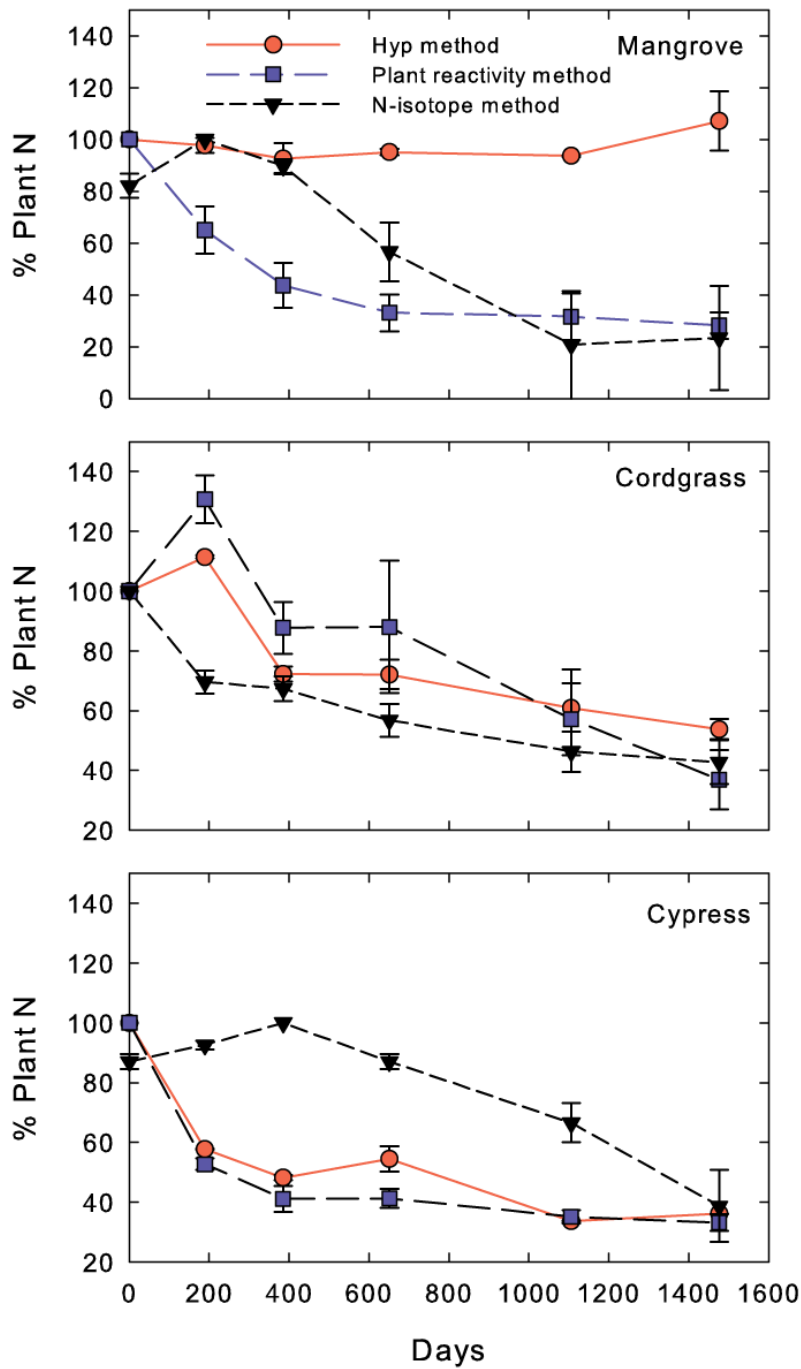 140
120
100
80
60
40
20
0
% Plant N
Hyp method
Plant reactivity method
N-isotope method
Mangrove
140
120
100
80
60
40
20
% Plant N
Cordgrass
140
120
100
80
60
40
20
% Plant N
Cypress
0 200 400 600 800 1000 1200 1400 1600
Days